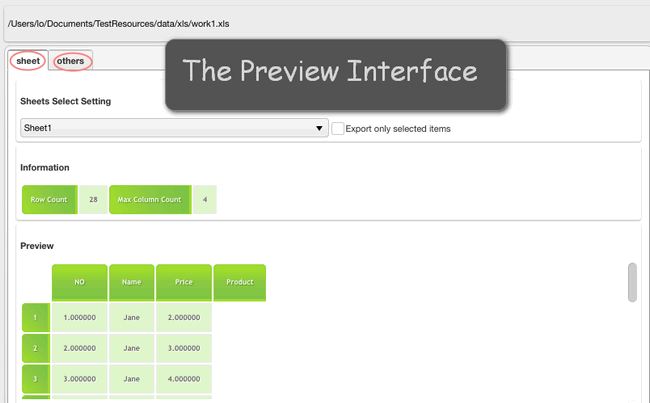 /Users/lo/Documents/TestResources/data/xls/work1.xls
sheet others
The Preview Interface
Sheets Select Setting
Sheet1 Export only selected items
Information
Row Count 28 Max Column Count 4
Preview
NO Name Price Product
1 1.000000 Jane 2.000000
2 2.000000 Jane 3.000000
3 3.000000 Jane 4.000000